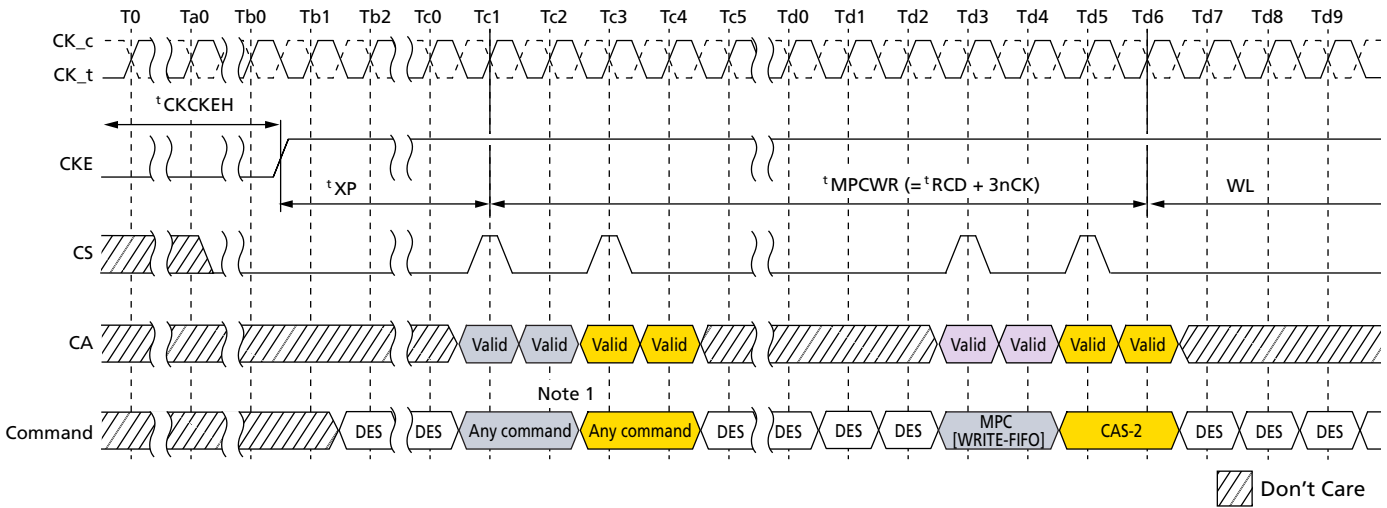 T0 Ta0 Tb0 Tb1 Tb2 Tc0 Tc1 Tc2 Tc3 Tc4 Tc5 Td0 Td1 Td2 Td3 Td4 Td5 Td6 Td7 Td8 Td9
CK_c
CK_t
tCKCKEH
CKE
tXP
tMPCWR (= tRCD + 3nCK)
WL
CS
CA
Valid Valid Valid Valid Valid Valid Valid Valid
Note 1
Command
DES DES Any command Any command DES DES DES DES MPC [WRITE-FIFO] CAS-2 DES DES DES
Don't Care